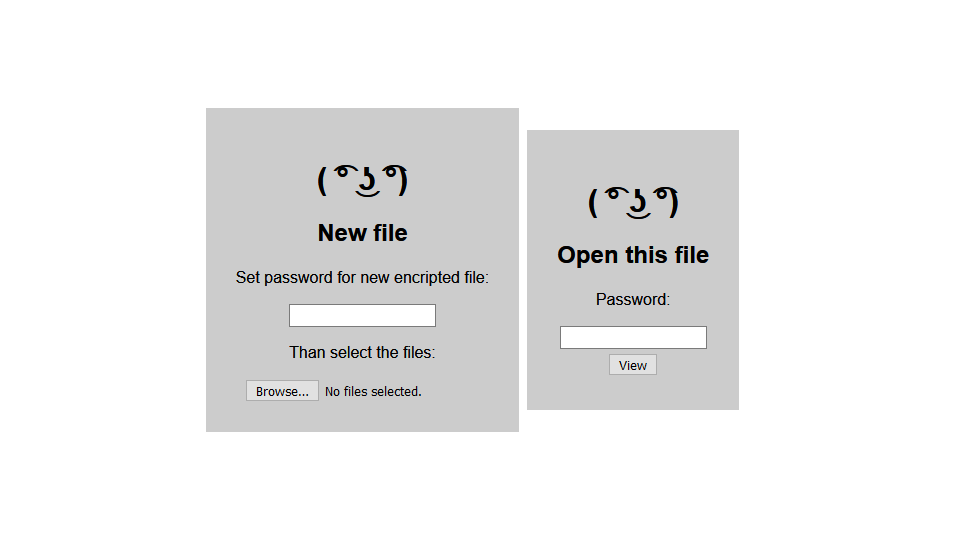 ( ͡° ͜ʖ ͡°)
New file
Set password for new encripted file:
Than select the files:
Browse... No files selected.
( ͡° ͜ʖ ͡°)
Open this file
Password:
View